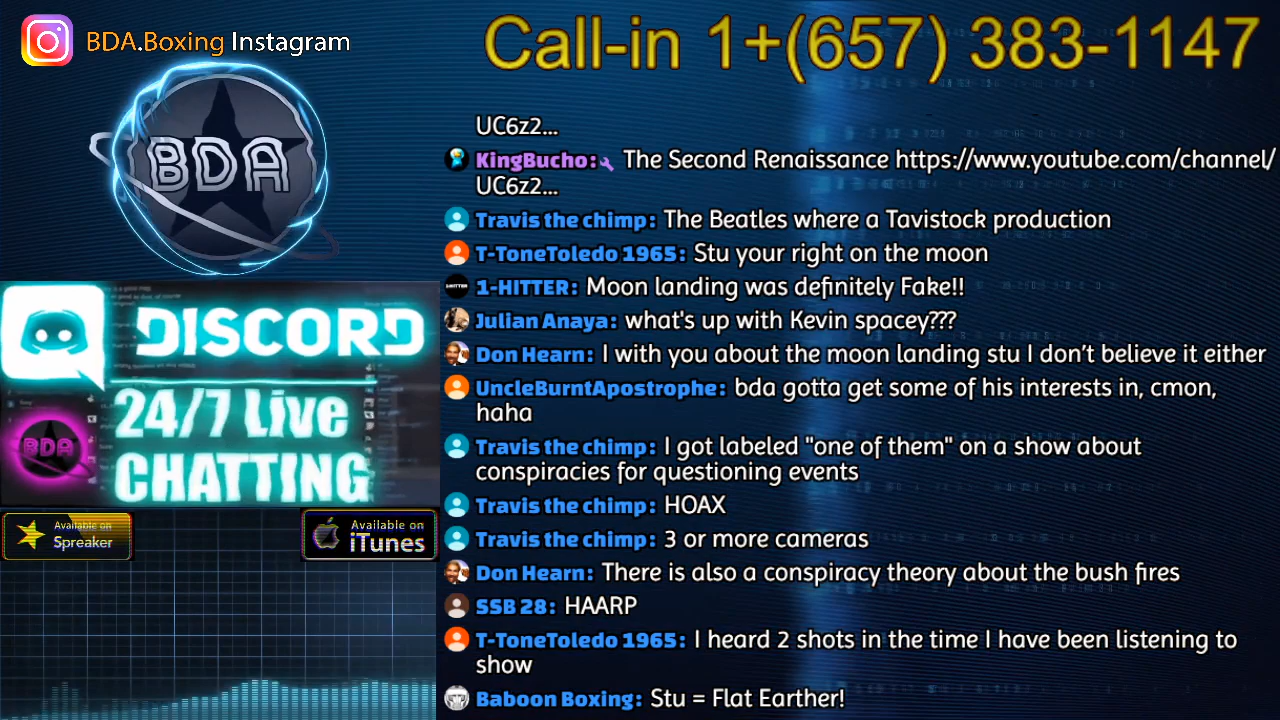 BDA.Boxing Instagram
Call-in 1+(657) 383-1147
BDA
UC6z2...
KingBucho: The Second Renaissance https://www.youtube.com/channel/
UC6z2...
Travis the chimp: The Beatles where a Tavistock production
T-ToneToledo 1965: Stu your right on the moon
1-HITTER: Moon landing was definitely Fake!!
Julian Anaya: what's up with Kevin spacey???
Don Hearn: I with you about the moon landing stu I don’t believe it either
UncleBurntApostrophe: bda gotta get some of his interests in, cmon,
haha
Travis the chimp: I got labeled "one of them" on a show about
conspiracies for questioning events
Travis the chimp: HOAX
Travis the chimp: 3 or more cameras
Don Hearn: There is also a conspiracy theory about the bush fires
SSB 28: HAARP
T-ToneToledo 1965: I heard 2 shots in the time I have been listening to
show
Baboon Boxing: Stu = Flat Earther!
DISCORD
24/7 Live
CHATTING
BDA
Available on
Spreaker
Available on
iTunes